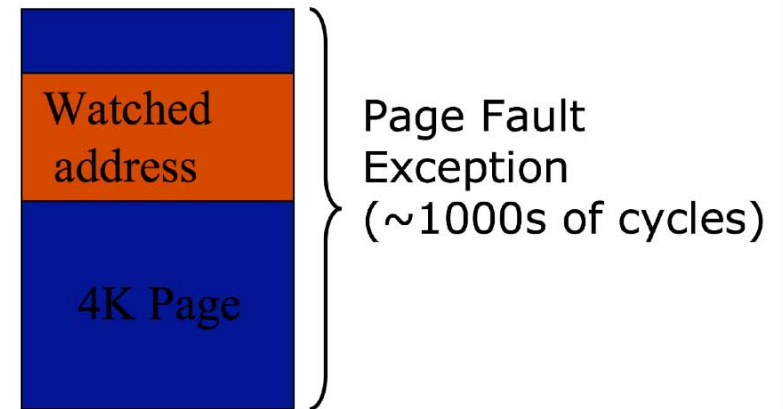 Watched
address
4K Page
Page Fault
Exception
(~1000s of cycles)